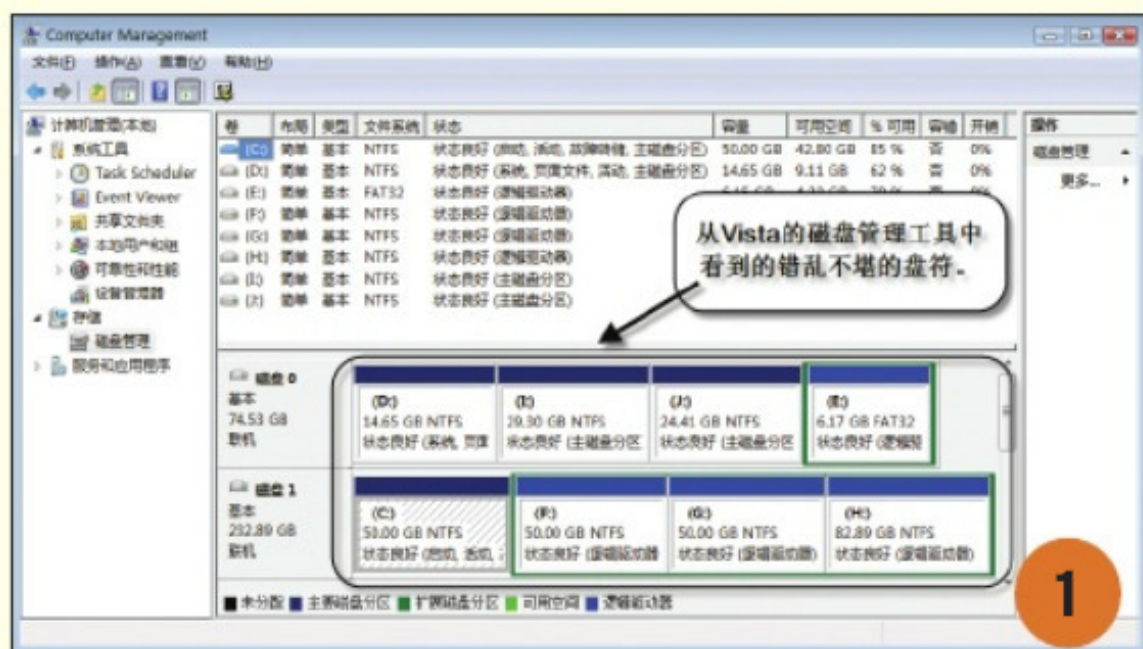 Computer Management
文件(F) 操作(A) 查看(V) 帮助(H)
计算机管理(本地)
系统工具
Task Scheduler
Event Viewer
共享文件夹
本地用户和组
可靠性和性能
设备管理器
存储
磁盘管理
服务和应用程序
卷 布局 类型 文件系统 状态 容量 可用空间 % 可用 容错 开销
(C:) 简单 基本 NTFS 状态良好 (启动, 活动, 故障转储, 主磁盘分区) 50.00 GB 42.80 GB 85 % 否 0%
(D:) 简单 基本 NTFS 状态良好 (系统, 页面文件, 活动, 主磁盘分区) 14.65 GB 9.11 GB 62 % 否 0%
(E:) 简单 基本 FAT32 状态良好 (逻辑驱动器)
(F:) 简单 基本 NTFS 状态良好 (逻辑驱动器)
(G:) 简单 基本 NTFS 状态良好 (逻辑驱动器)
(H:) 简单 基本 NTFS 状态良好 (逻辑驱动器)
(I:) 简单 基本 NTFS 状态良好 (主磁盘分区)
(J:) 简单 基本 NTFS 状态良好 (主磁盘分区)
操作
磁盘管理
更多...
从Vista的磁盘管理工具中
看到的错乱不堪的盘符。
磁盘 0
基本
74.53 GB
联机
(D:)
14.65 GB NTFS
状态良好 (系统, 页面
(I:)
29.30 GB NTFS
状态良好 (主磁盘分区
(J:)
24.41 GB NTFS
状态良好 (主磁盘分区
(E:)
6.17 GB FAT32
状态良好 (逻辑驱
磁盘 1
基本
232.89 GB
联机
(C:)
50.00 GB NTFS
状态良好 (启动, 活动,
(F:)
50.00 GB NTFS
状态良好 (逻辑驱动器
(G:)
50.00 GB NTFS
状态良好 (逻辑驱动器)
(H:)
82.89 GB NTFS
状态良好 (逻辑驱动器)
未分配 主要磁盘分区 扩展磁盘分区 可用空间 逻辑驱动器
1